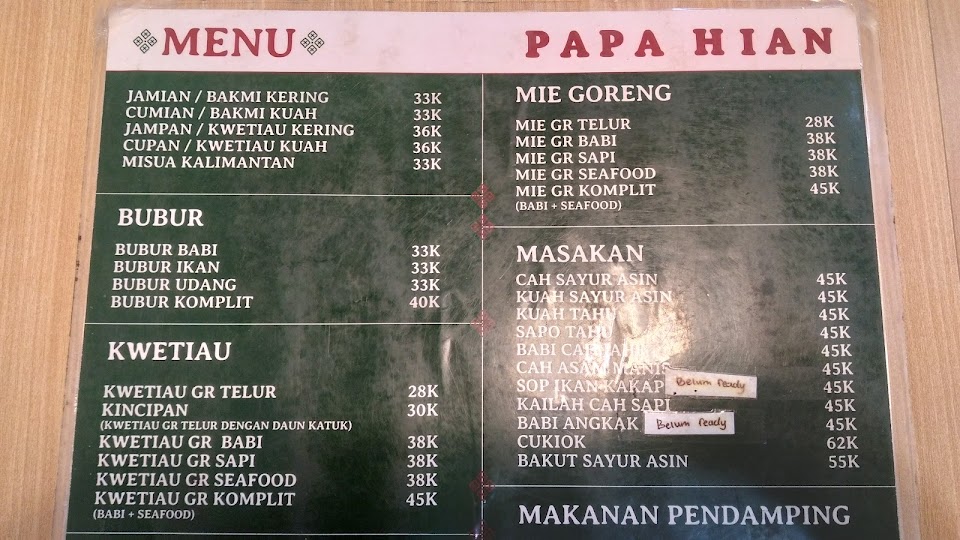 MENU
PAPA HIAN
JAMIAN / BAKMI KERING 33K
CUMIAN / BAKMI KUAH 33K
JAMPAN / KWETIAU KERING 36K
CUPAN / KWETIAU KUAH 36K
MISUA KALIMANTAN 33K
BUBUR
BUBUR BABI 33K
BUBUR IKAN 33K
BUBUR UDANG 33K
BUBUR KOMPLIT 40K
KWETIAU
KWETIAU GR TELUR 28K
KINCIPAN 30K
(KWETIAU GR TELUR DENGAN DAUN KATUK)
KWETIAU GR BABI 38K
KWETIAU GR SAPI 38K
KWETIAU GR SEAFOOD 38K
KWETIAU GR KOMPLIT 45K
(BABI + SEAFOOD)
MIE GORENG
MIE GR TELUR 28K
MIE GR BABI 38K
MIE GR SAPI 38K
MIE GR SEAFOOD 38K
MIE GR KOMPLIT 45K
(BABI + SEAFOOD)
MASAKAN
CAH SAYUR ASIN 45K
KUAH SAYUR ASIN 45K
KUAH TAHU 45K
SAPO TAHU 45K
BABI CAH 45K
CAH ASAM MANIS 45K
SOP IKAN KAKAP Belum ready 45K
KAILAH CAH SAPI 45K
BABI ANGKAK Belum ready 45K
CUKIOK 62K
BAKUT SAYUR ASIN 55K
MAKANAN PENDAMPING